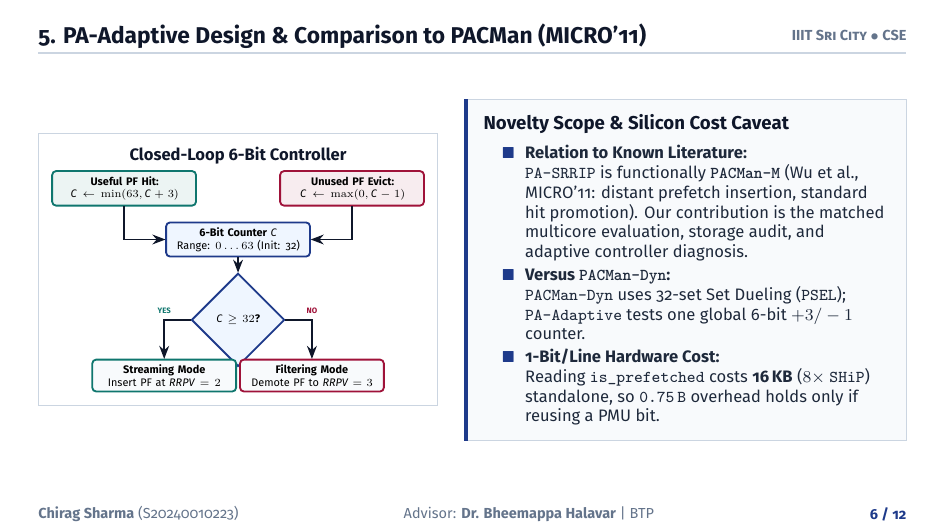 5. PA-Adaptive Design & Comparison to PACMan (MICRO’11)
IIIT Sri City • CSE
Closed-Loop 6-Bit Controller
Useful PF Hit:
C ← min(63, C + 3)
Unused PF Evict:
C ← max(0, C − 1)
6-Bit Counter C
Range: 0 … 63 (Init: 32)
C ≥ 32?
YES
NO
Streaming Mode
Insert PF at RRPV = 2
Filtering Mode
Demote PF to RRPV = 3
Novelty Scope & Silicon Cost Caveat
■ Relation to Known Literature:
PA-SRRIP is functionally PACMan-M (Wu et al.,
MICRO’11: distant prefetch insertion, standard
hit promotion). Our contribution is the matched
multicore evaluation, storage audit, and
adaptive controller diagnosis.
■ Versus PACMan-Dyn:
PACMan-Dyn uses 32-set Set Dueling (PSEL);
PA-Adaptive tests one global 6-bit +3/ − 1
counter.
■ 1-Bit/Line Hardware Cost:
Reading is_prefetched costs 16 KB (8× SHiP)
standalone, so 0.75 B overhead holds only if
reusing a PMU bit.
Chirag Sharma (S20240010223)
Advisor: Dr. Bheemappa Halavar | BTP
6 / 12